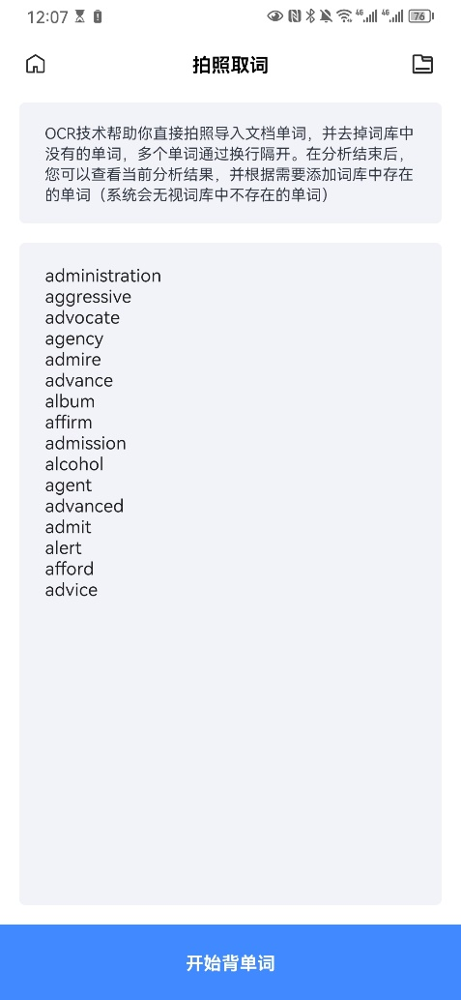 12:07
4G 4G 76
拍照取词
OCR技术帮助你直接拍照导入文档单词，并去掉词库中
没有的单词，多个单词通过换行隔开。在分析结束后，
您可以查看当前分析结果，并根据需要添加词库中存在
的单词（系统会无视词库中不存在的单词）
administration
aggressive
advocate
agency
admire
advance
album
affirm
admission
alcohol
agent
advanced
admit
alert
afford
advice
开始背单词